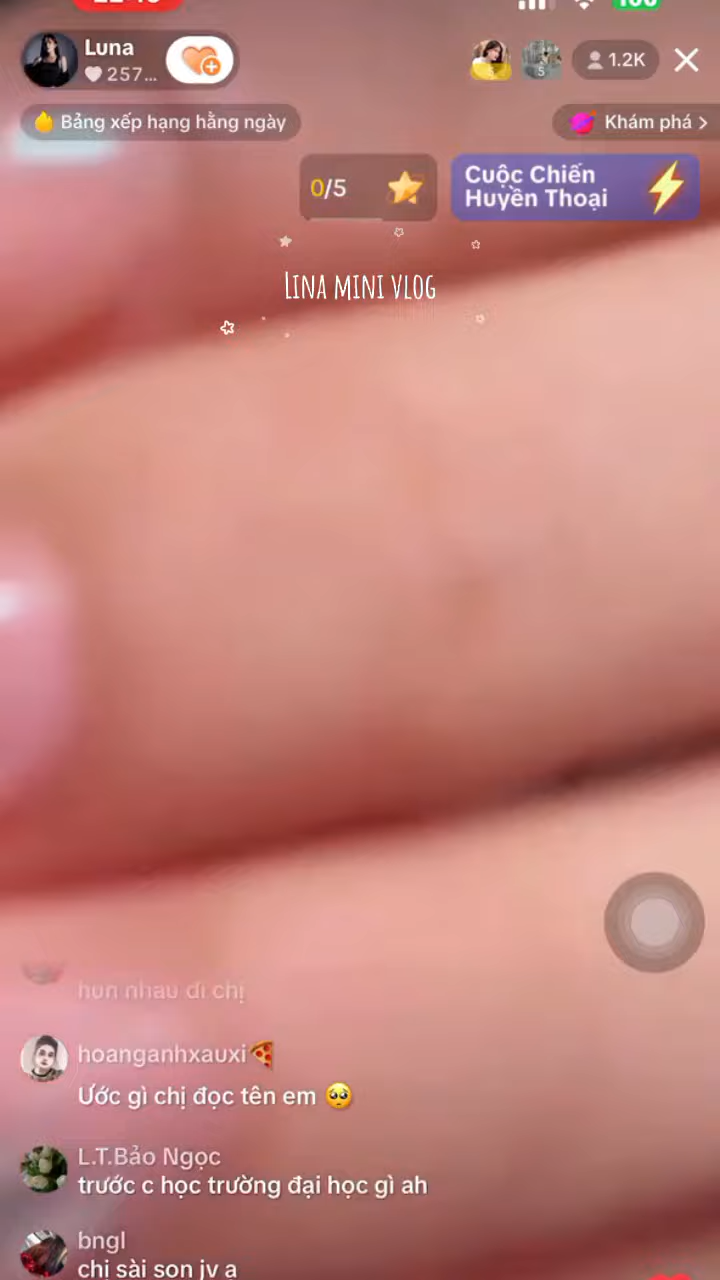 Luna
257...
1.2K
Bảng xếp hạng hằng ngày
Khám phá >
0/5
Cuộc Chiến
Huyền Thoại
LINA MINI VLOG
hun nhau đi chị
hoanganhxauxi🍕
Ước gì chị đọc tên em 🥺
L.T.Bảo Ngọc
trước c học trường đại học gì ah
bngl
chị sài son jv a